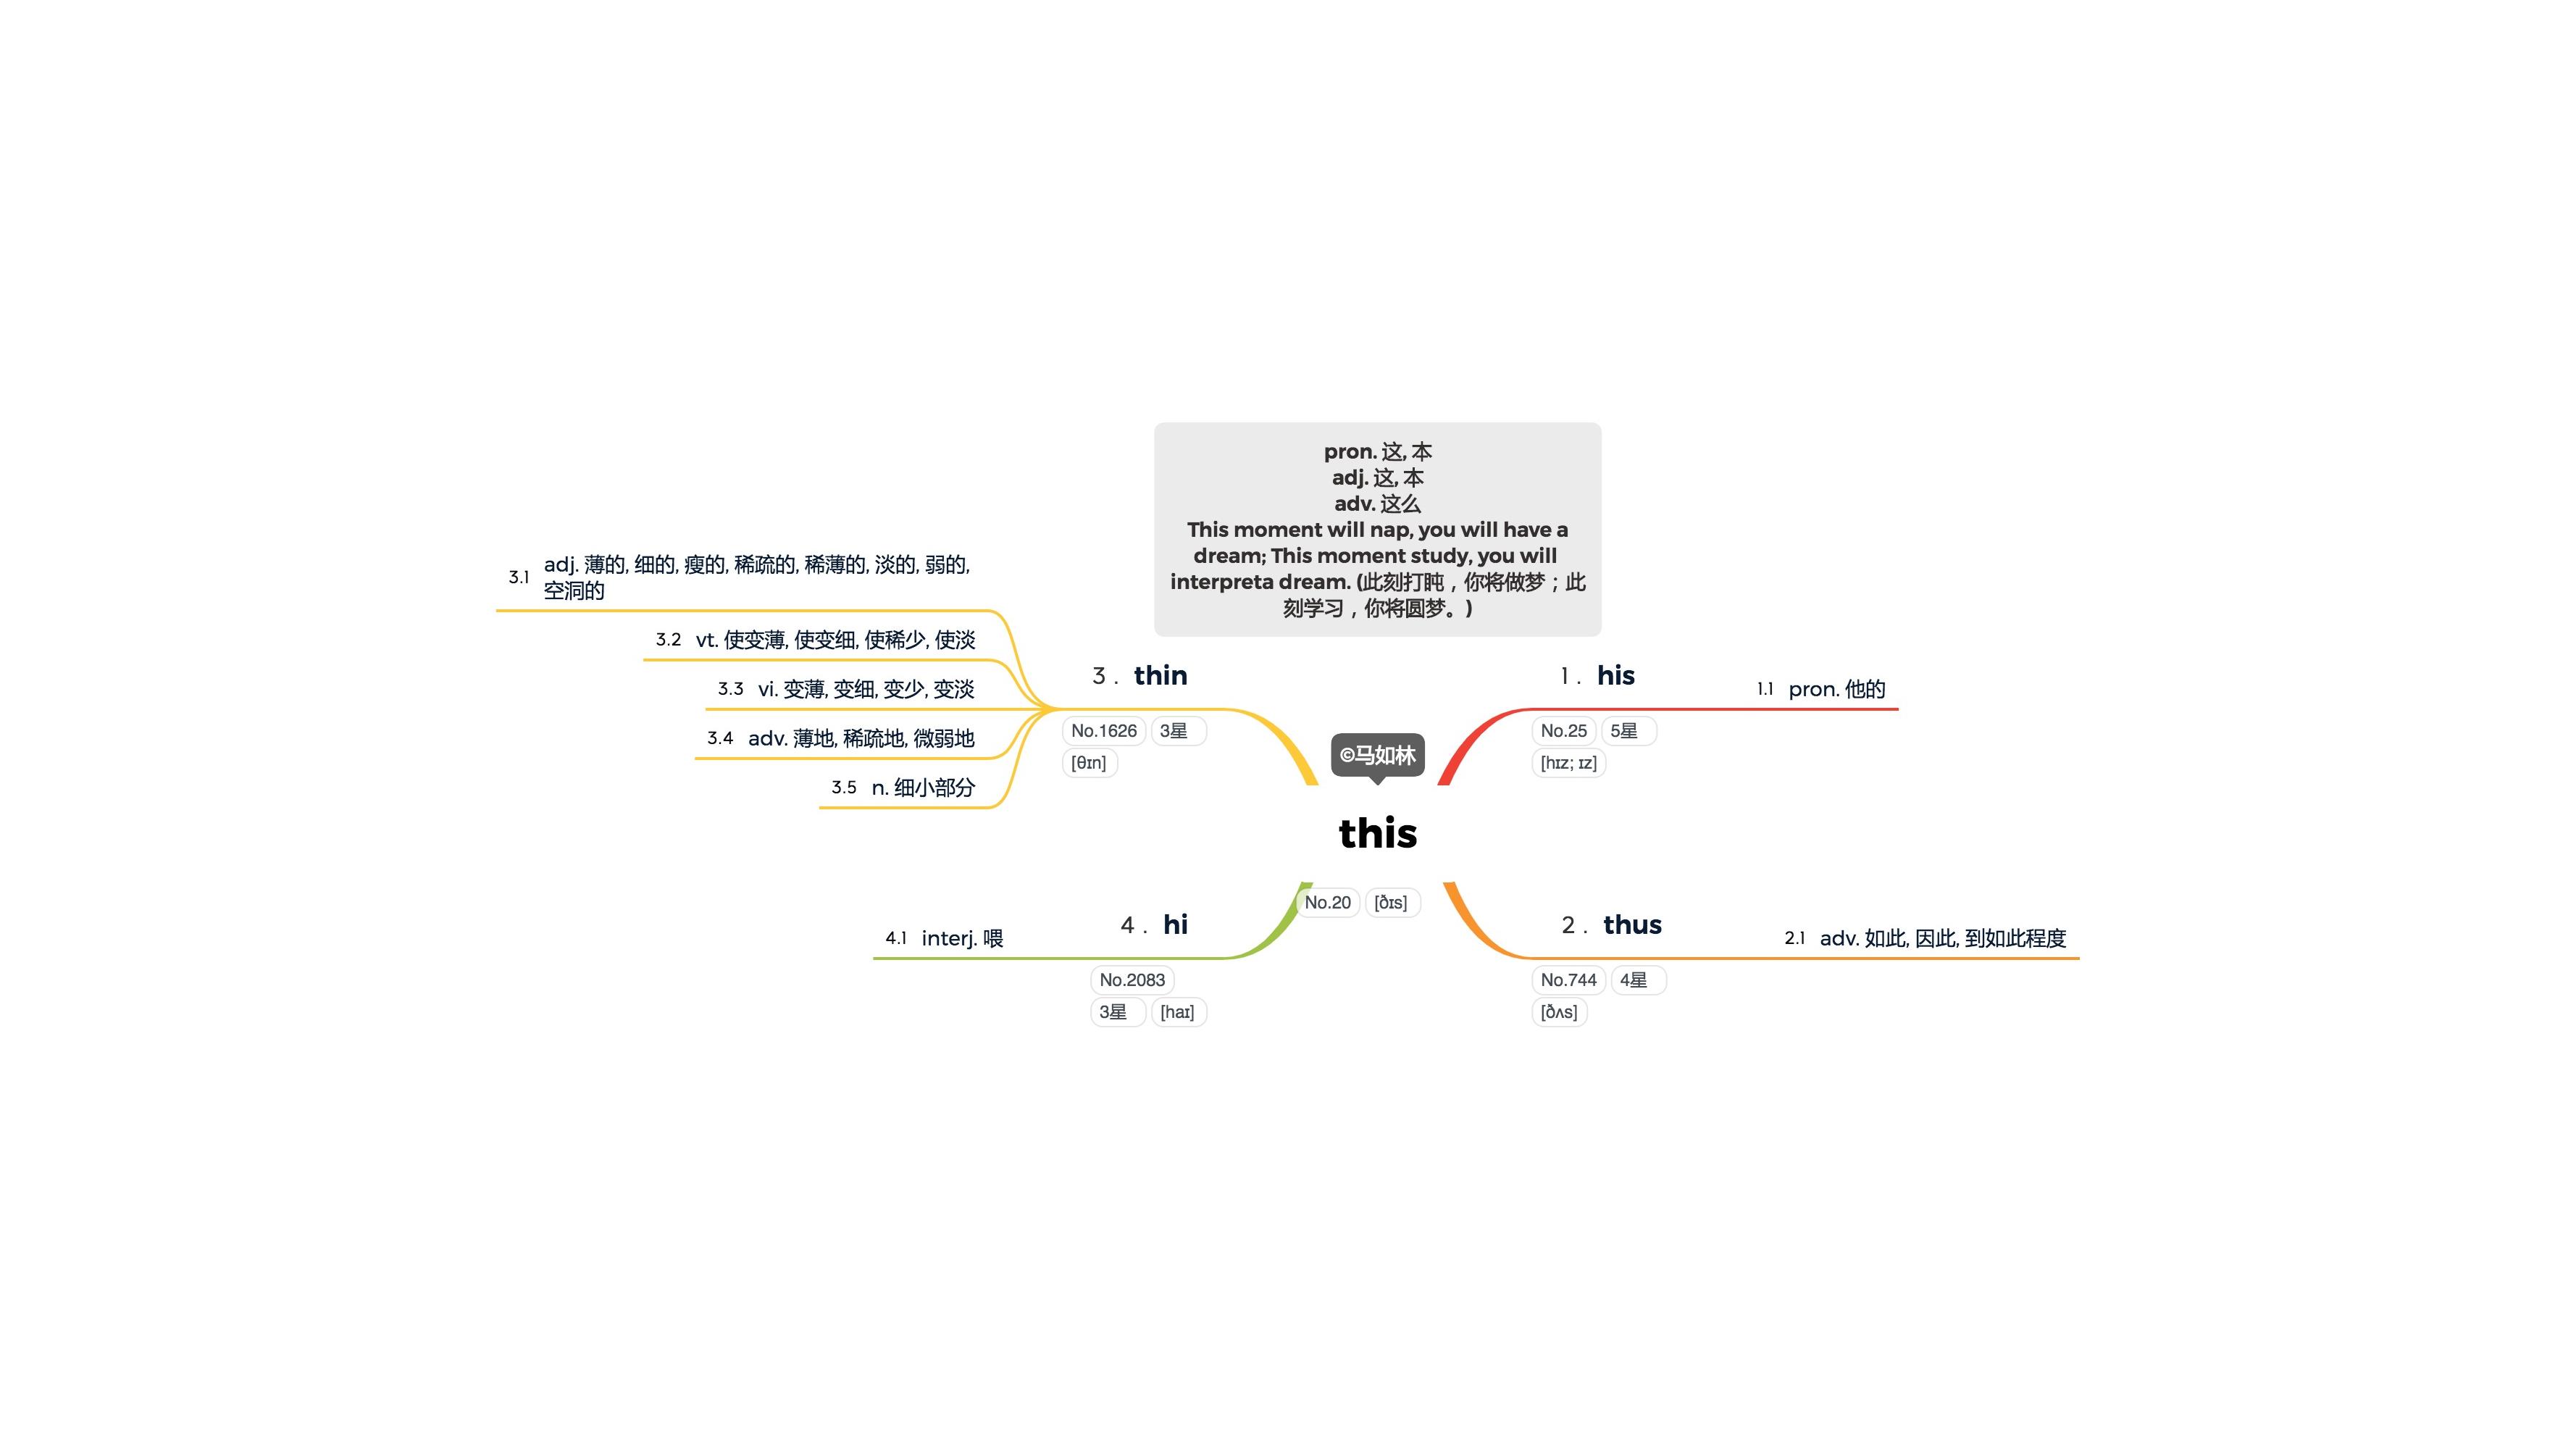 pron. 这, 本
adj. 这, 本
adv. 这么
This moment will nap, you will have a
dream; This moment study, you will
interpreta dream. (此刻打盹，你将做梦；此
刻学习，你将圆梦。)
©马如林
this
No.20 [ðɪs]
1 . his
No.25 5星
[hɪz; ɪz]
1.1 pron. 他的
2 . thus
No.744 4星
[ðʌs]
2.1 adv. 如此, 因此, 到如此程度
3 . thin
No.1626 3星
[θɪn]
3.1 adj. 薄的, 细的, 瘦的, 稀疏的, 稀薄的, 淡的, 弱的,
空洞的
3.2 vt. 使变薄, 使变细, 使稀少, 使淡
3.3 vi. 变薄, 变细, 变少, 变淡
3.4 adv. 薄地, 稀疏地, 微弱地
3.5 n. 细小部分
4 . hi
No.2083
3星 [haɪ]
4.1 interj. 喂